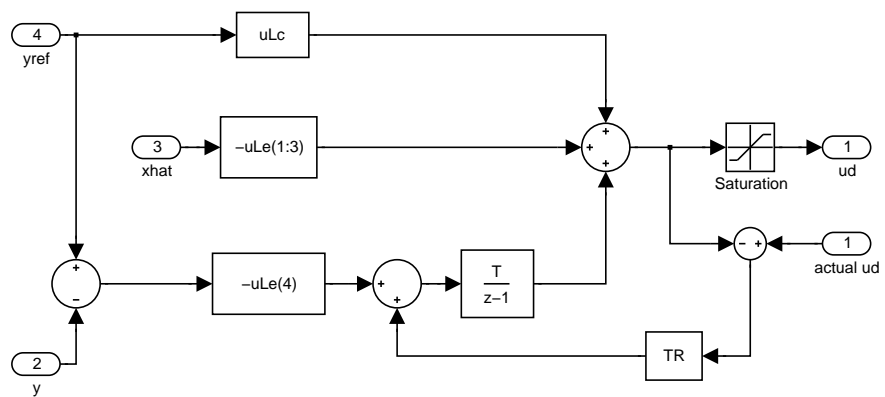 4
yref
uLc
3
xhat
−uLe(1:3)
+
+
+
Saturation
1
ud
− +
1
actual ud
+
−
−uLe(4)
+
+
T
z−1
TR
2
y